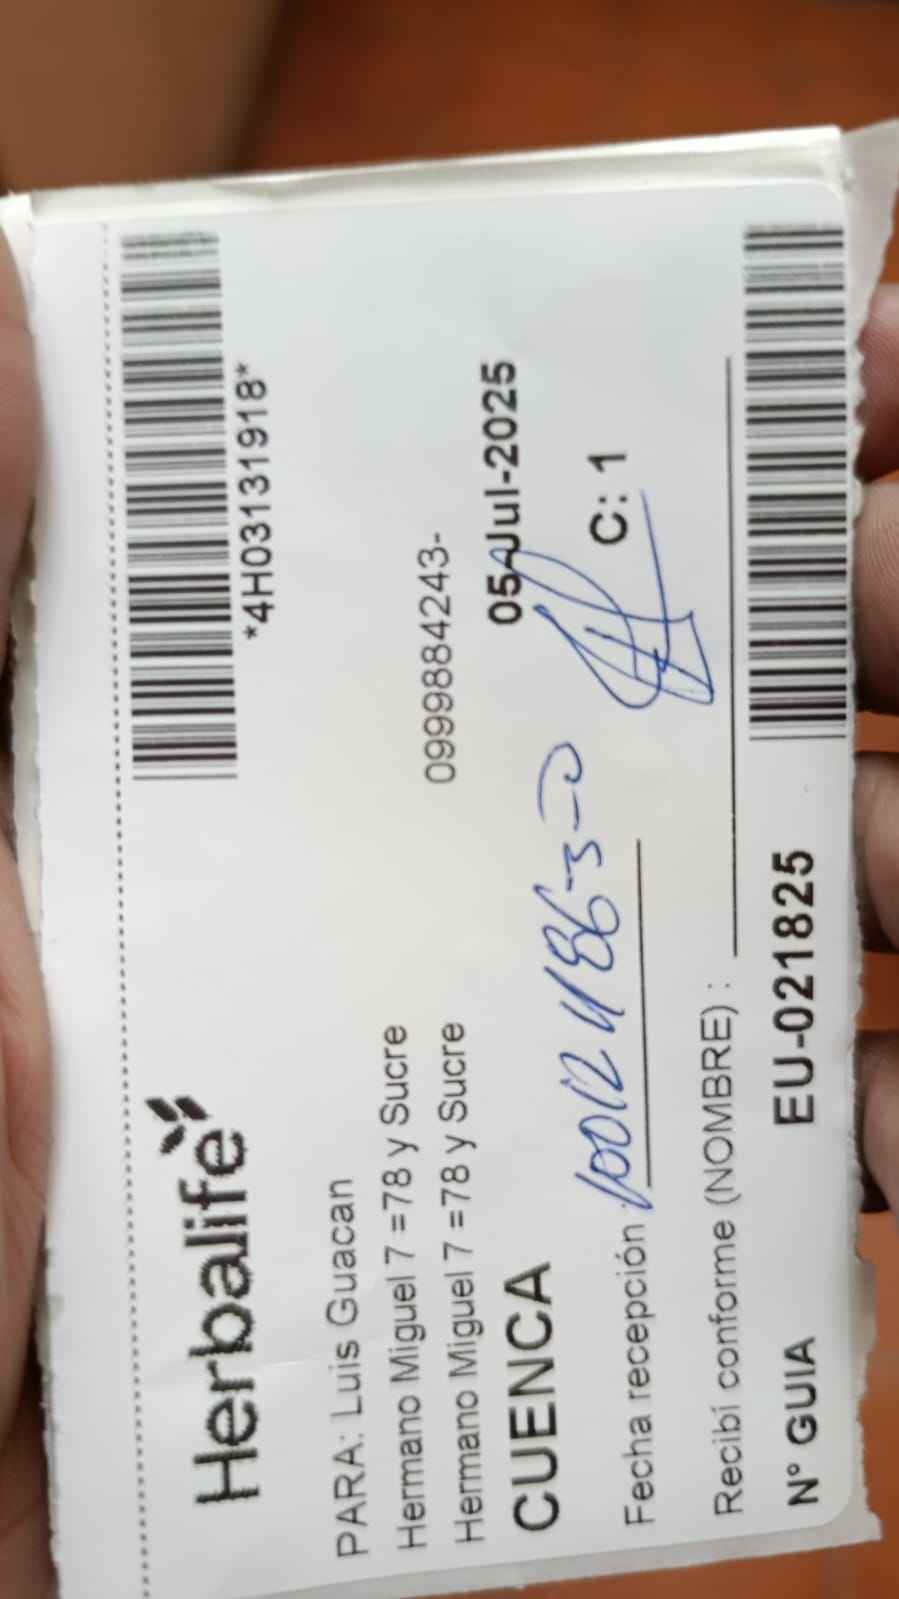 Herbalife
*4H03131918*
PARA: Luis Guacan
Hermano Miguel 7 =78 y Sucre
Hermano Miguel 7 =78 y Sucre 0999884243-
CUENCA 05-Jul-2025
Fecha recepción : C: 1
Recibí conforme (NOMBRE) :
N° GUIA EU-021825